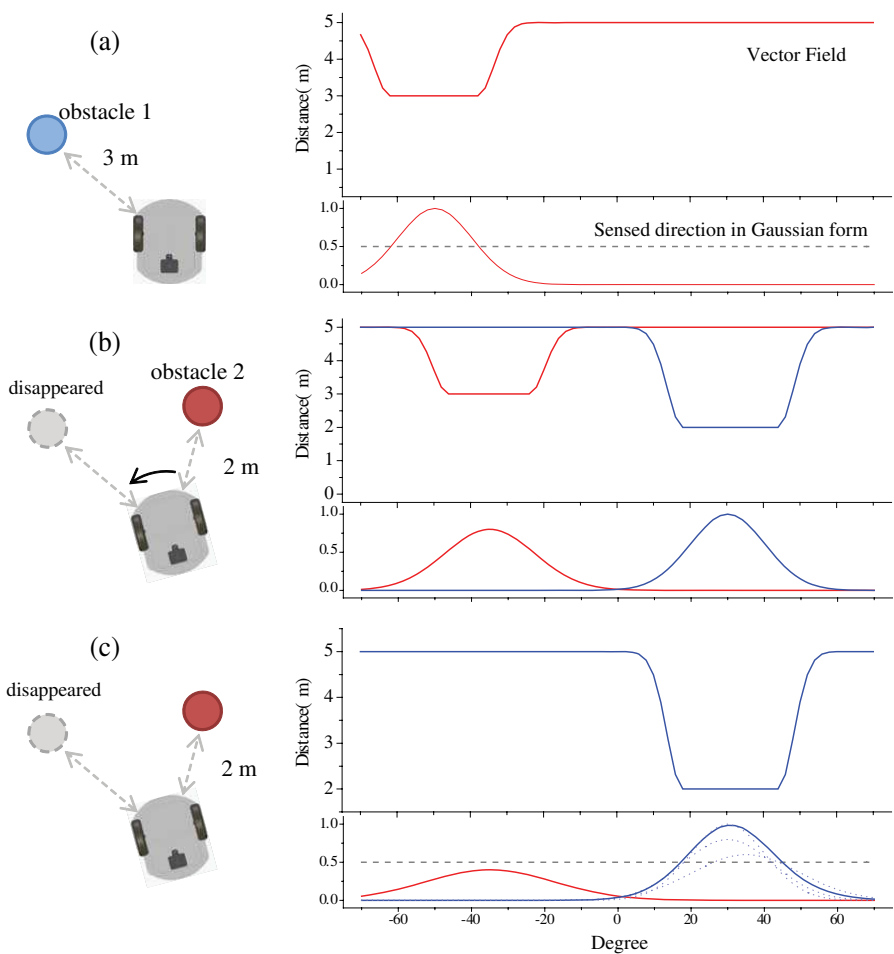 (a)
obstacle 1
3 m
5
4
3
2
1
Distance( m)
Vector Field
1.0
0.5
0.0
Sensed direction in Gaussian form
(b)
disappeared
obstacle 2
2 m
5
4
3
2
1
0
Distance( m)
1.0
0.5
0.0
(c)
disappeared
2 m
5
4
3
2
Distance( m)
1.0
0.5
0.0
-60 -40 -20 0 20 40 60
Degree